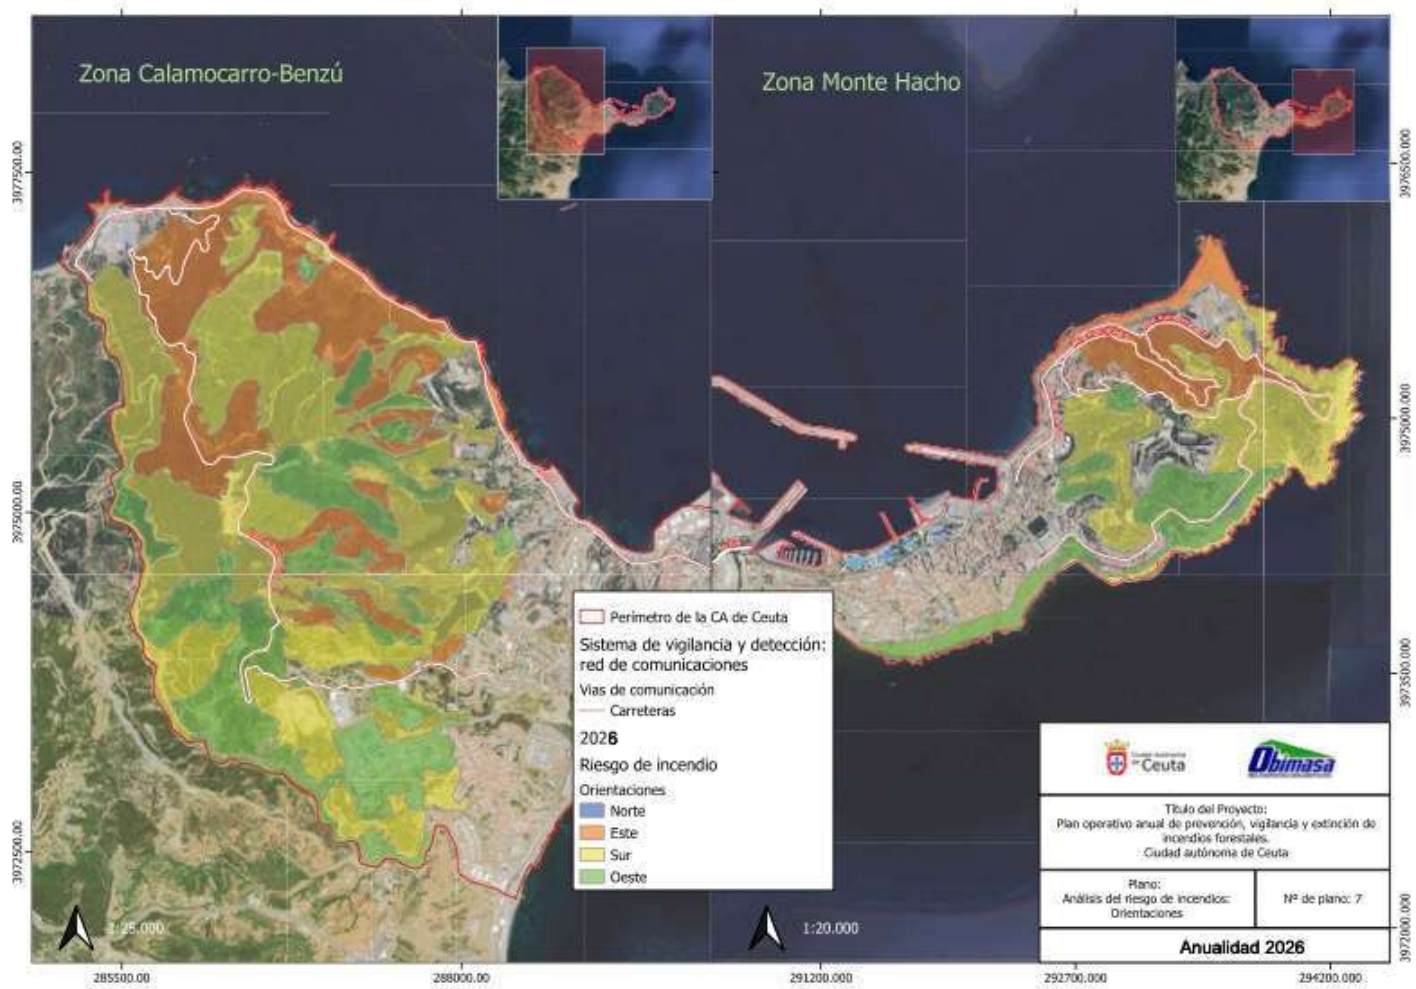 Zona Calamocarro-Benzú
Zona Monte Hacho
3977500.00
3975000.00
3972500.00
3976500.000
3975000.000
3973500.000
3972000.000
Perímetro de la CA de Ceuta
Sistema de vigilancia y detección:
red de comunicaciones
Vías de comunicación
Carreteras
2026
Riesgo de incendio
Orientaciones
Norte
Este
Sur
Oeste
Ciudad Autónoma
de Ceuta
Obimasa
Título del Proyecto:
Plan operativo anual de prevención, vigilancia y extinción de
incendios forestales.
Ciudad autónoma de Ceuta
Plano:
Análisis del riesgo de incendios:
Orientaciones
Nº de plano: 7
Anualidad 2026
1:25.000
1:20.000
285500.00
288000.00
291200.000
292700.000
294200.000